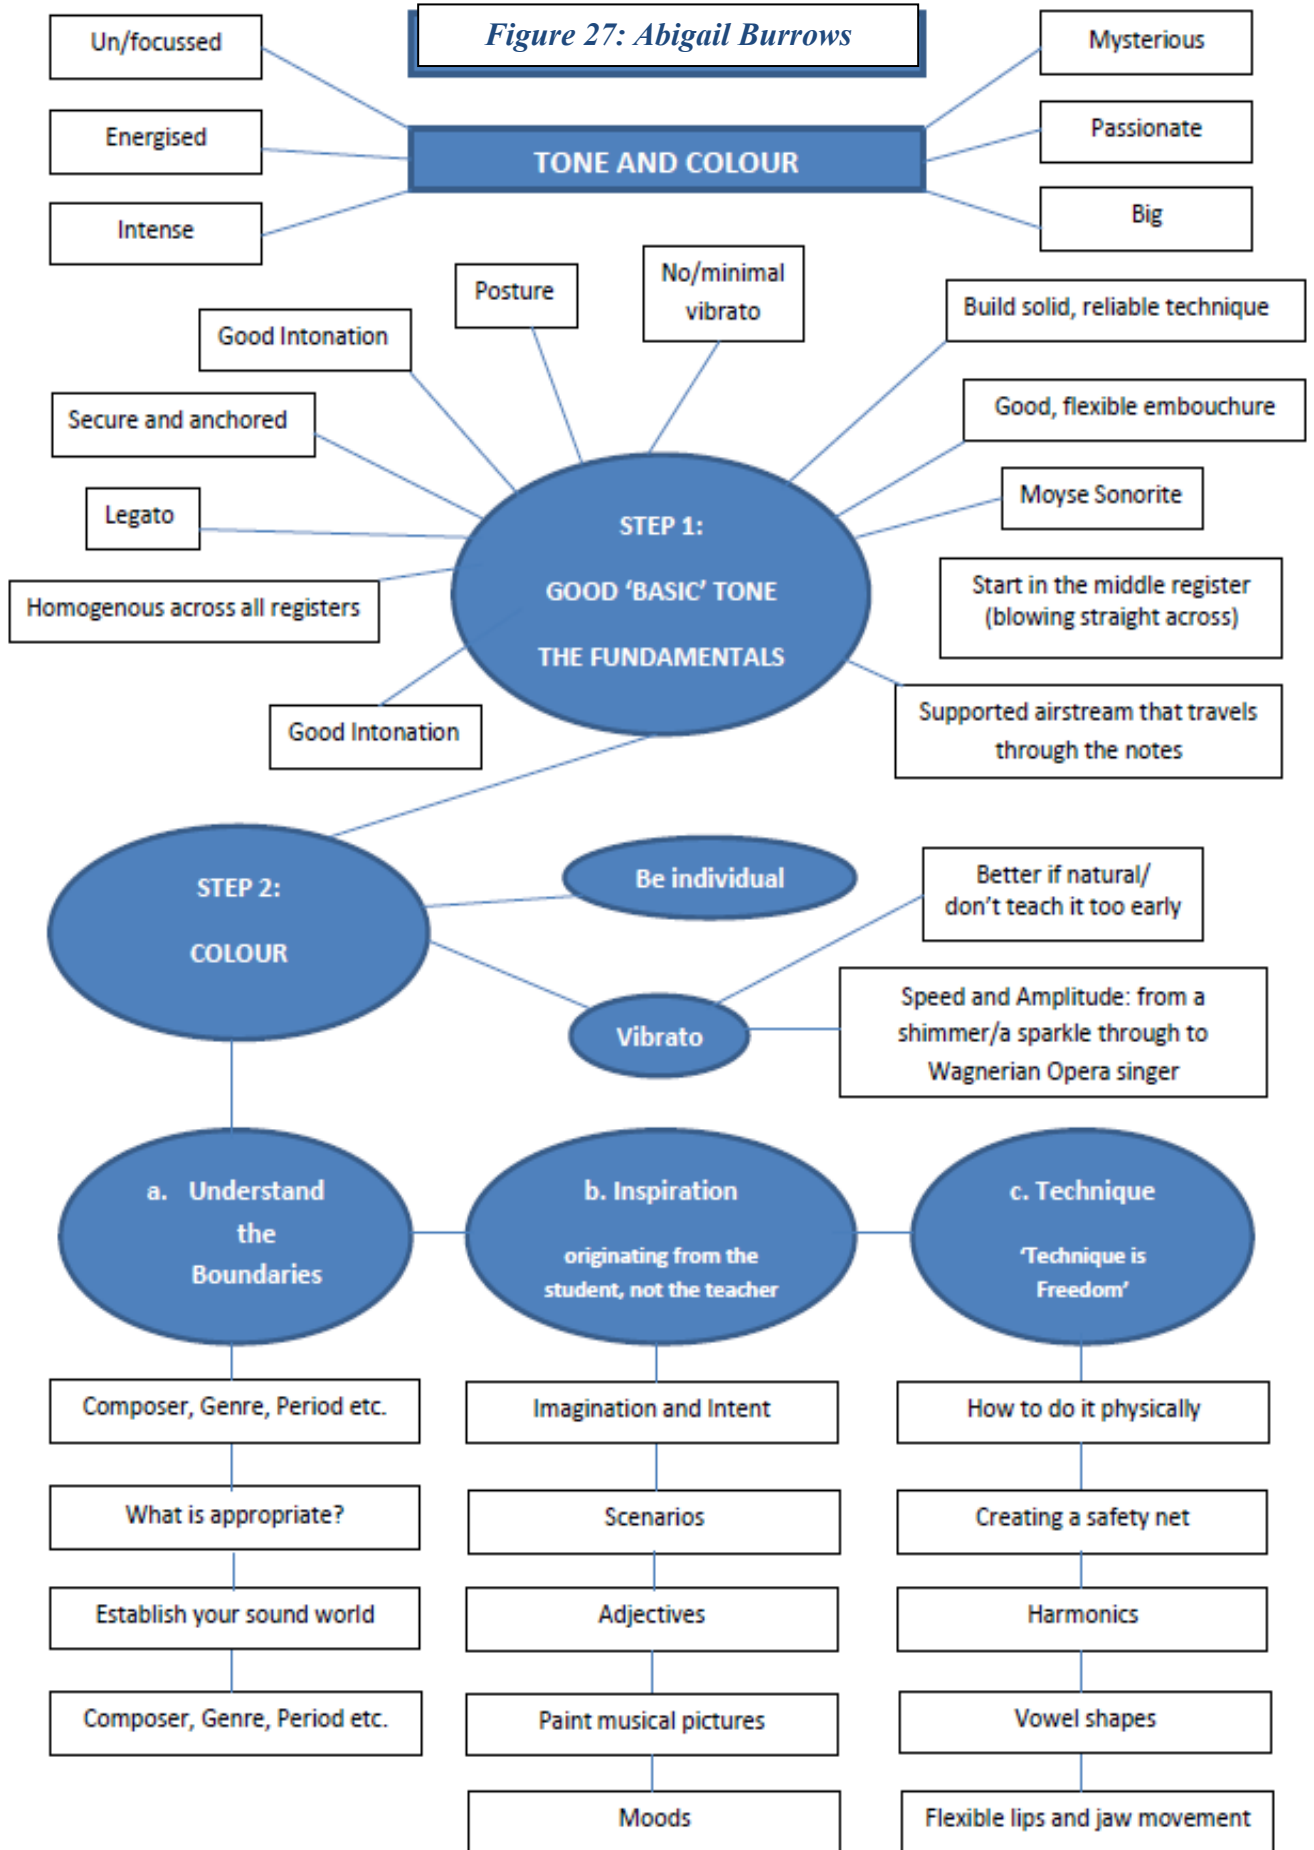 Figure 27: Abigail Burrows
Un/focussed
Energised
Intense
TONE AND COLOUR
Mysterious
Passionate
Big
Posture
No/minimal
vibrato
Good Intonation
Secure and anchored
Legato
Homogenous across all registers
Good Intonation
Build solid, reliable technique
Good, flexible embouchure
Moyse Sonorite
Start in the middle register
(blowing straight across)
Supported airstream that travels
through the notes
STEP 1:
GOOD ‘BASIC’ TONE
THE FUNDAMENTALS
STEP 2:
COLOUR
Be individual
Vibrato
Better if natural/
don’t teach it too early
Speed and Amplitude: from a
shimmer/a sparkle through to
Wagnerian Opera singer
a. Understand
the
Boundaries
b. Inspiration
originating from the
student, not the teacher
c. Technique
‘Technique is
Freedom’
Composer, Genre, Period etc.
What is appropriate?
Establish your sound world
Composer, Genre, Period etc.
Imagination and Intent
Scenarios
Adjectives
Paint musical pictures
Moods
How to do it physically
Creating a safety net
Harmonics
Vowel shapes
Flexible lips and jaw movement